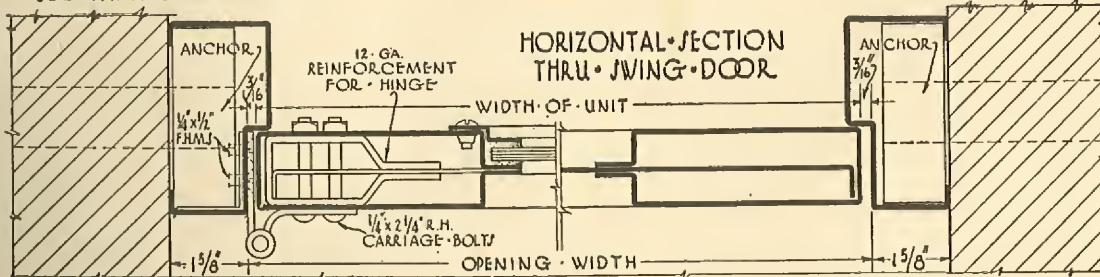 HORIZONTAL·SECTION
THRU·SWING·DOOR
ANCHOR
12·GA.
REINFORCEMENT
FOR·HINGE
3/16"
ANCHOR
3/16"
WIDTH·OF·UNIT
1/4"x1/2"
F.H.M.S.
1/4"x2 1/4" R.H.
CARRIAGE·BOLTS
1 5/8"
OPENING·WIDTH
1 5/8"